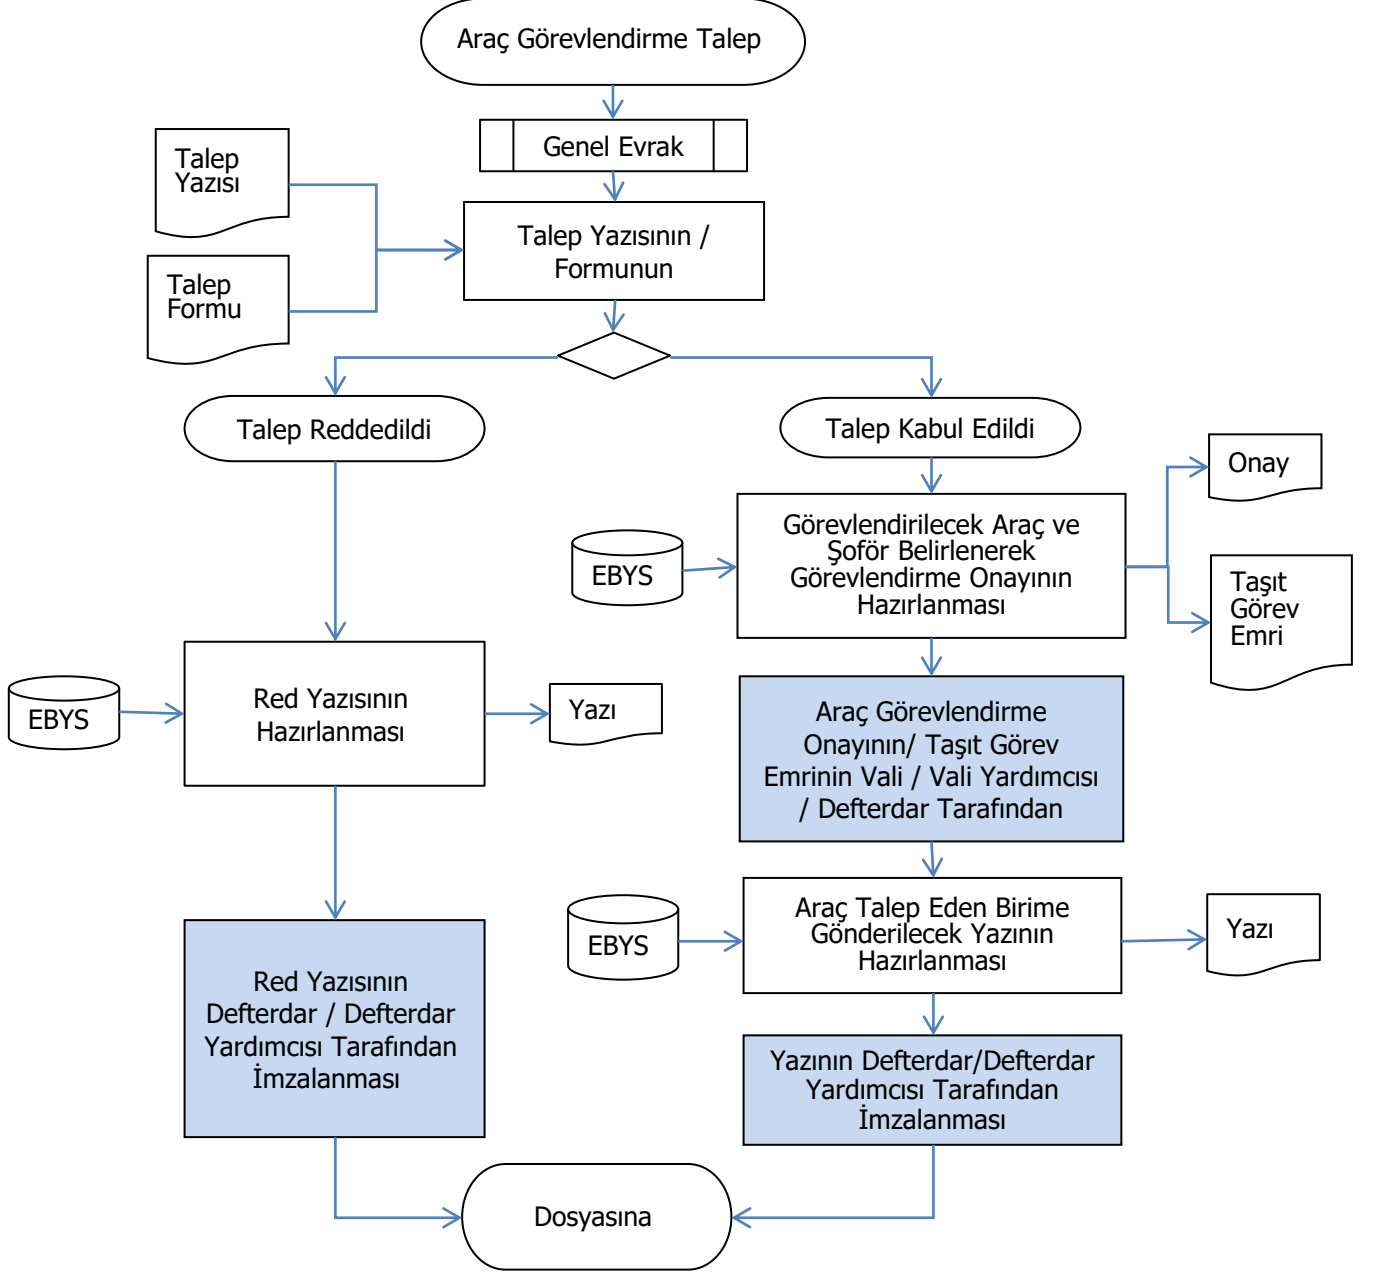 Araç Görevlendirme Talep
Genel Evrak
Talep
Yazısı
Talep Yazısının /
Formunun
Talep
Formu
Talep Reddedildi
Talep Kabul Edildi
Onay
Görevlendirilecek Araç ve
Şoför Belirlenerek
Görevlendirme Onayının
Hazırlanması
EBYS
Taşıt
Görev
Emri
Red Yazısının
Hazırlanması
EBYS
Yazı
Araç Görevlendirme
Onayının/ Taşıt Görev
Emrinin Vali / Vali Yardımcısı
/ Defterdar Tarafından
Araç Talep Eden Birime
Gönderilecek Yazının
Hazırlanması
EBYS
Yazı
Red Yazısının
Defterdar / Defterdar
Yardımcısı Tarafından
İmzalanması
Yazının Defterdar/Defterdar
Yardımcısı Tarafından
İmzalanması
Dosyasına